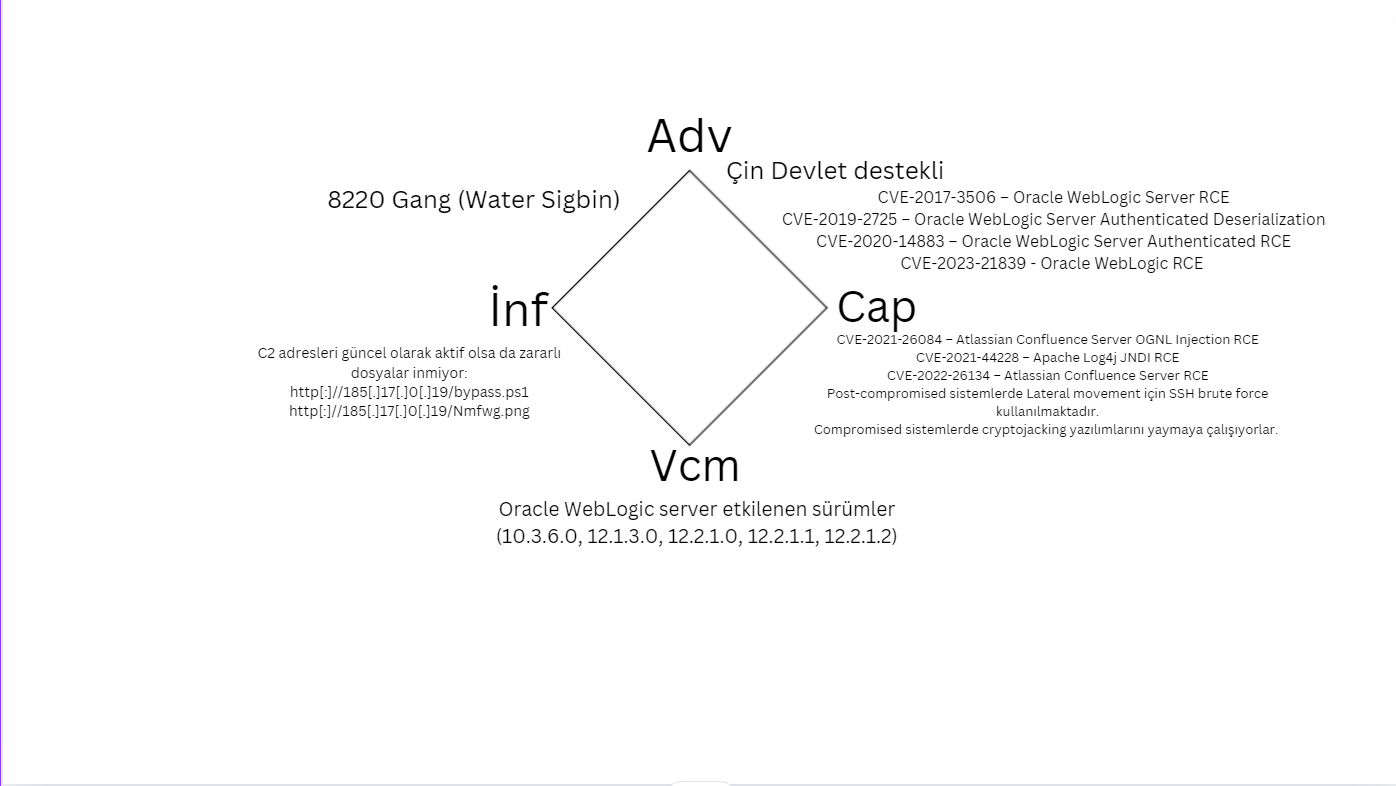 Adv
Çin Devlet destekli
8220 Gang (Water Sigbin)
CVE-2017-3506 – Oracle WebLogic Server RCE
CVE-2019-2725 – Oracle WebLogic Server Authenticated Deserialization
CVE-2020-14883 – Oracle WebLogic Server Authenticated RCE
CVE-2023-21839 - Oracle WebLogic RCE
İnf
Cap
C2 adresleri güncel olarak aktif olsa da zararlı
dosyalar inmiyor:
http[:]//185[.]17[.]0[.]19/bypass.ps1
http[:]//185[.]17[.]0[.]19/Nmfwg.png
CVE-2021-26084 – Atlassian Confluence Server OGNL Injection RCE
CVE-2021-44228 – Apache Log4j JNDI RCE
CVE-2022-26134 – Atlassian Confluence Server RCE
Post-compromised sistemlerde Lateral movement için SSH brute force
kullanılmaktadır.
Compromised sistemlerde cryptojacking yazılımlarını yaymaya çalışıyorlar.
Vcm
Oracle WebLogic server etkilenen sürümler
(10.3.6.0, 12.1.3.0, 12.2.1.0, 12.2.1.1, 12.2.1.2)